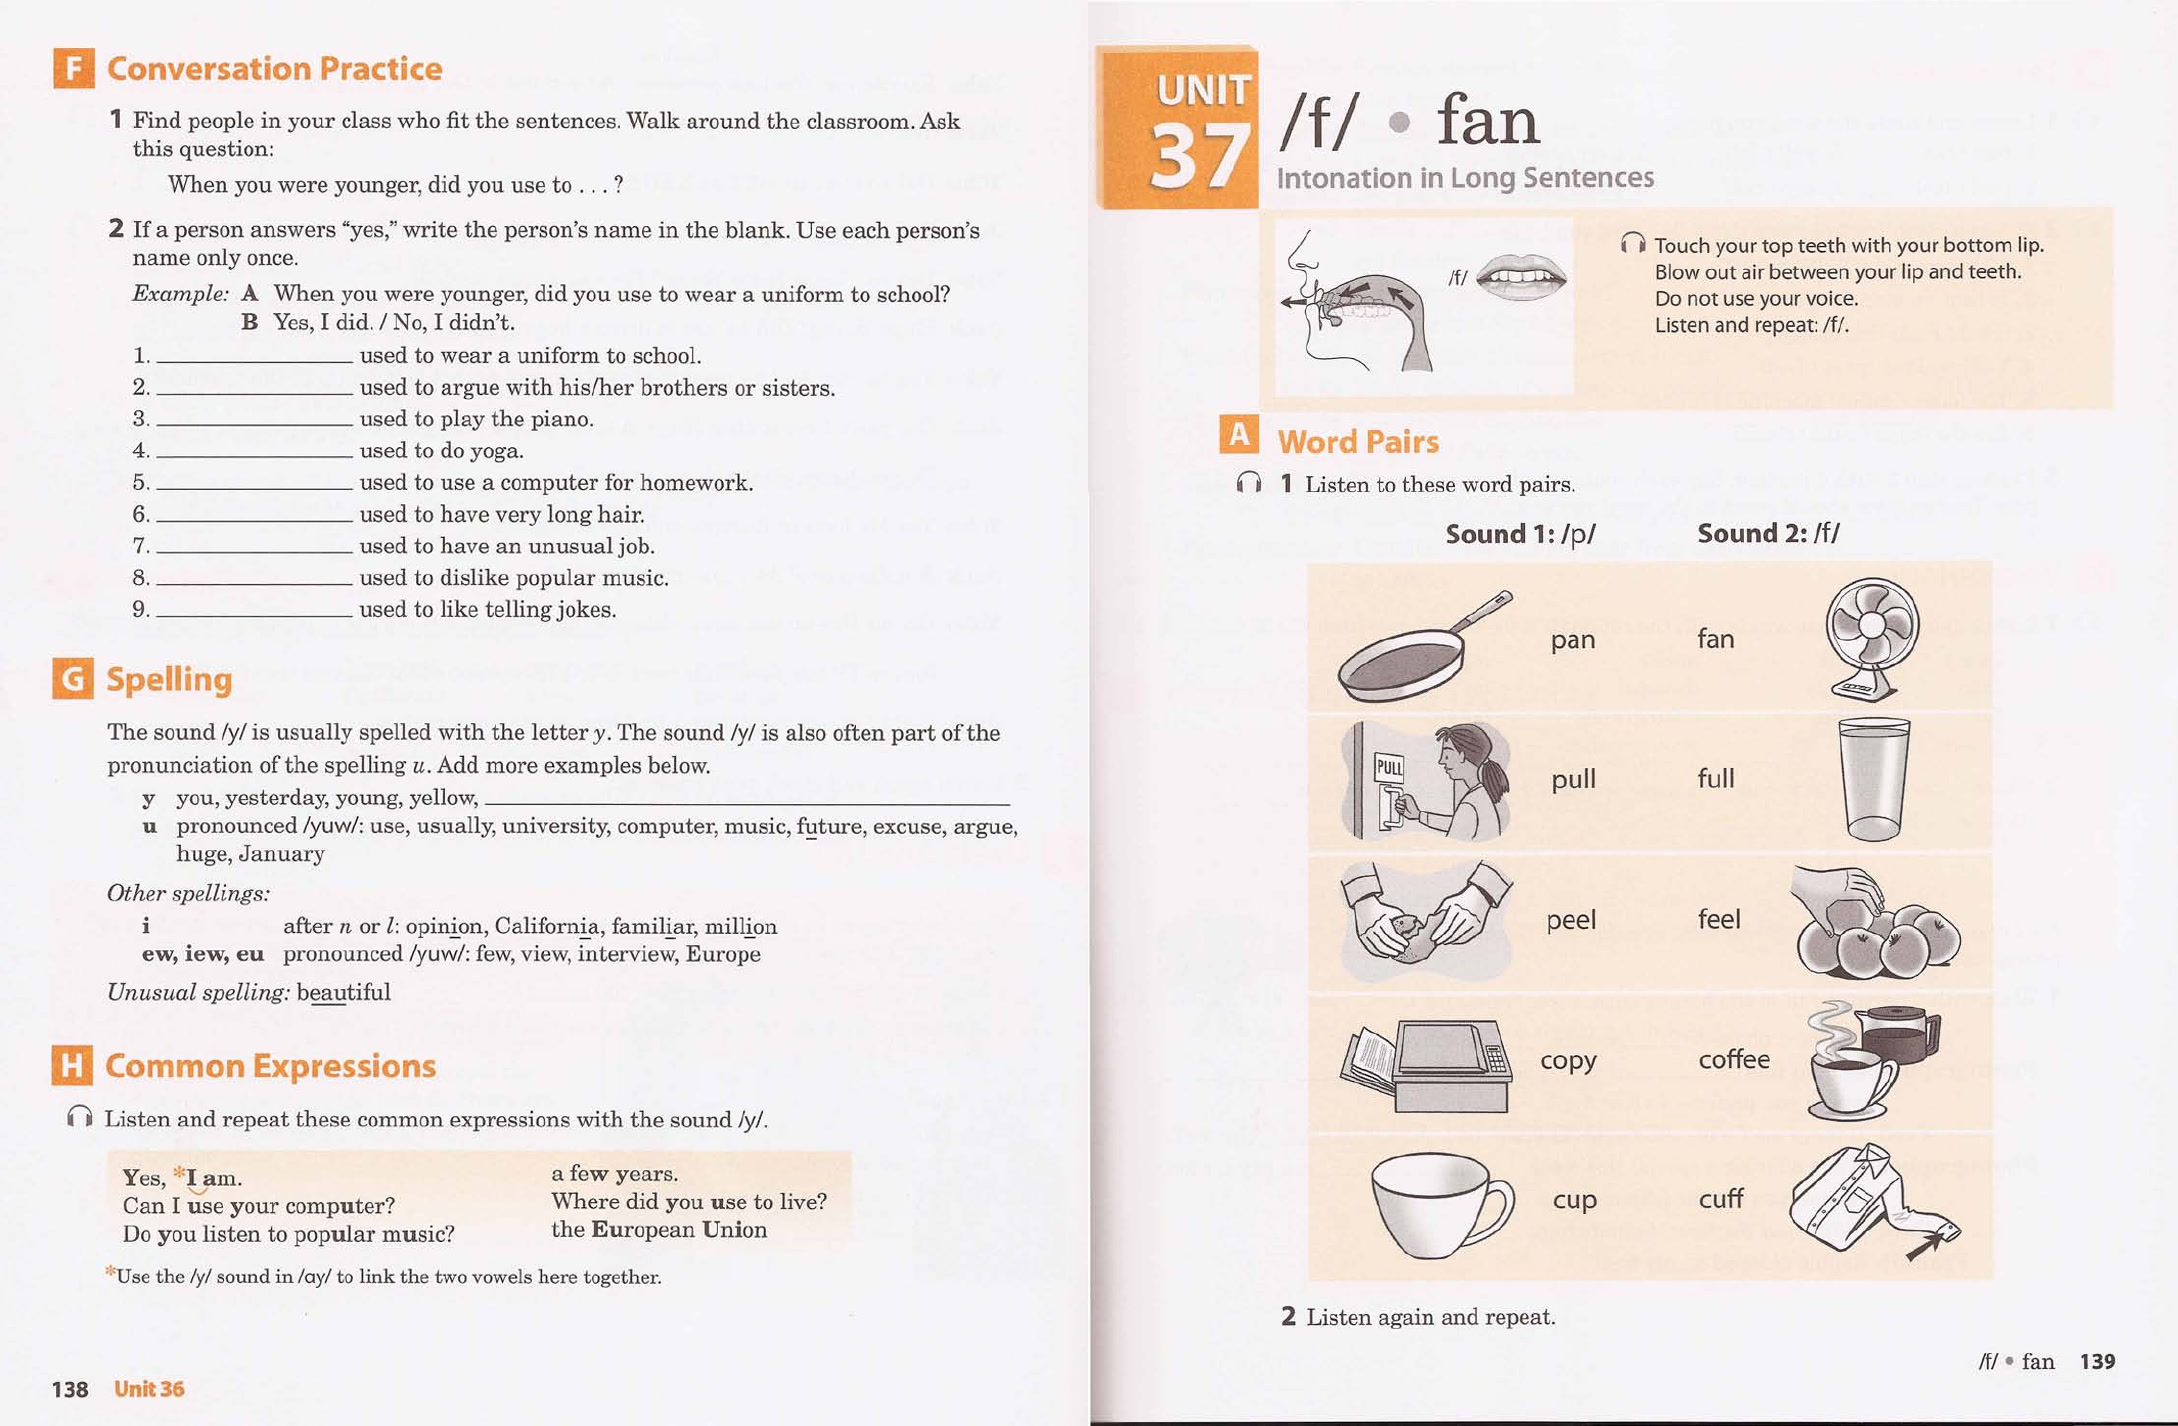 F Conversation Practice
1 Find people in your class who fit the sentences. Walk around the classroom. Ask
this question:
When you were younger, did you use to . . . ?
2 If a person answers “yes,” write the person’s name in the blank. Use each person’s
name only once.
Example: A When you were younger, did you use to wear a uniform to school?
B Yes, I did. / No, I didn’t.
1. ____________ used to wear a uniform to school.
2. ____________ used to argue with his/her brothers or sisters.
3. ____________ used to play the piano.
4. ____________ used to do yoga.
5. ____________ used to use a computer for homework.
6. ____________ used to have very long hair.
7. ____________ used to have an unusual job.
8. ____________ used to dislike popular music.
9. ____________ used to like telling jokes.
G Spelling
The sound /y/ is usually spelled with the letter y. The sound /y/ is also often part of the
pronunciation of the spelling u. Add more examples below.
y you, yesterday, young, yellow, ____________
u pronounced /yuw/: use, usually, university, computer, music, future, excuse, argue,
huge, January
Other spellings:
i after n or l: opinion, California, familiar, million
ew, iew, eu pronounced /yuw/: few, view, interview, Europe
Unusual spelling: beautiful
H Common Expressions
Listen and repeat these common expressions with the sound /y/.
Yes, *I am.
Can I use your computer?
Do you listen to popular music?
a few years.
Where did you use to live?
the European Union
*Use the /y/ sound in /ay/ to link the two vowels here together.
138 Unit 36
UNIT
37
/f/ • fan
Intonation in Long Sentences
/f/
Touch your top teeth with your bottom lip.
Blow out air between your lip and teeth.
Do not use your voice.
Listen and repeat: /f/.
A Word Pairs
1 Listen to these word pairs.
Sound 1: /p/ Sound 2: /f/
pan fan
PULL
pull full
peel feel
copy coffee
cup cuff
2 Listen again and repeat.
/f/ • fan 139